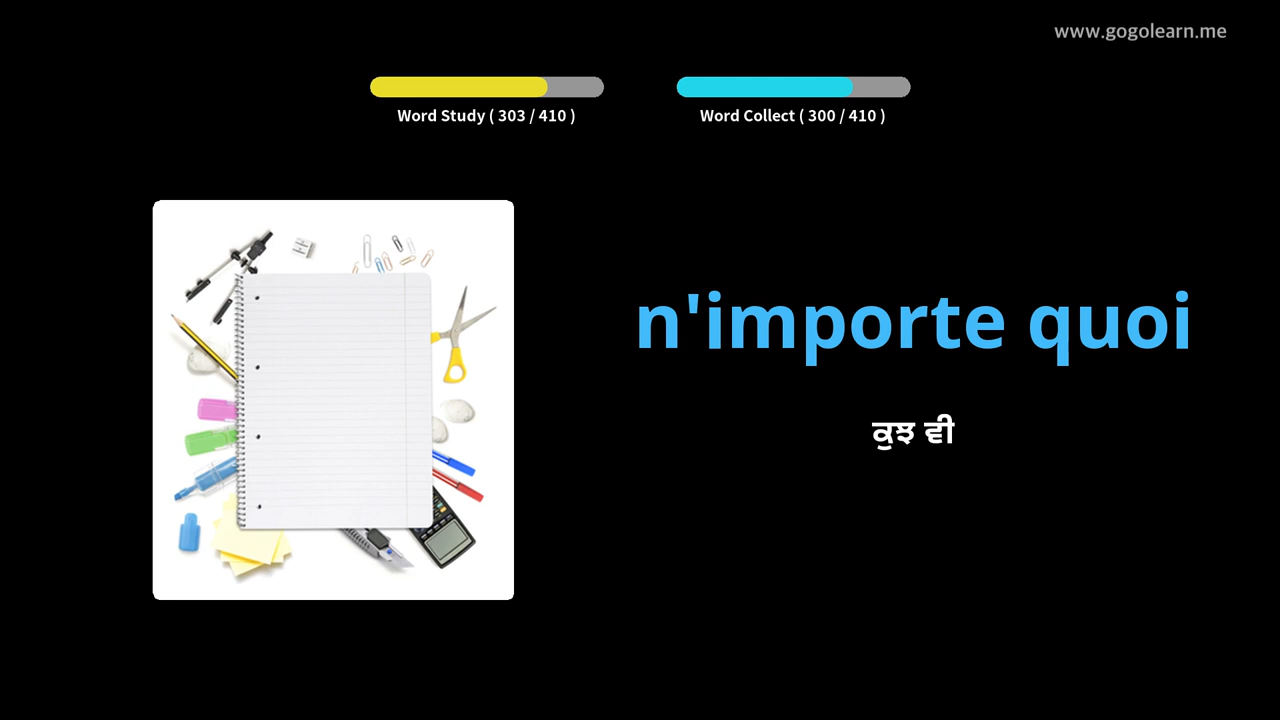 www.gogolearn.me
Word Study ( 303 / 410 )
Word Collect ( 300 / 410 )
n'importe quoi
ਕੁਝ ਵੀ